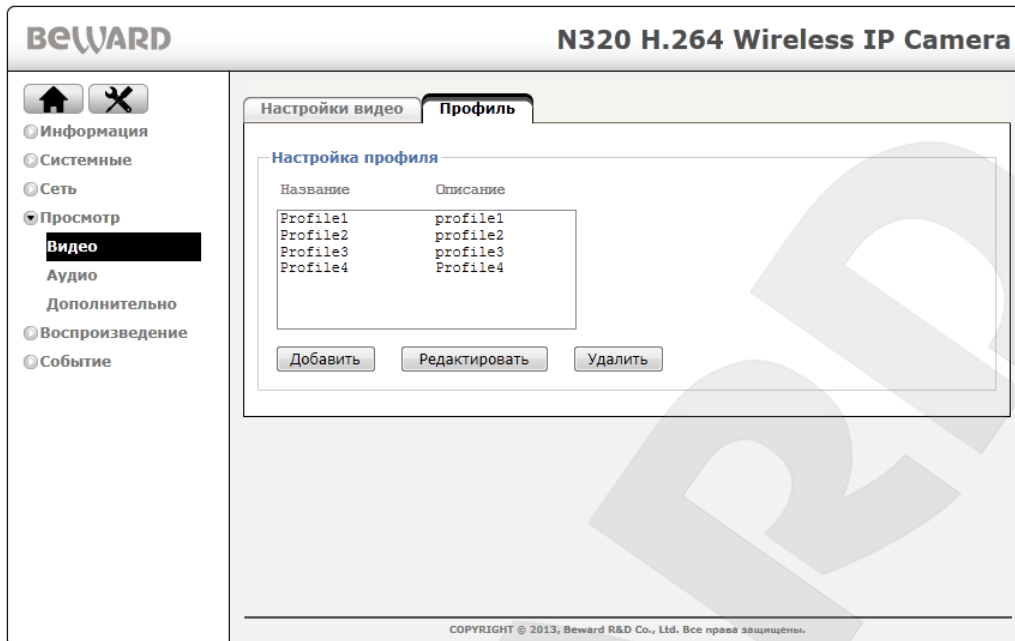 BEWARD
N320 H.264 Wireless IP Camera
Информация
Системные
Сеть
Просмотр
Видео
Аудио
Дополнительно
Воспроизведение
Событие
Настройки видео
Профиль
Настройка профиля
Название Описание
Profile1 profile1
Profile2 profile2
Profile3 profile3
Profile4 Profile4
Добавить Редактировать Удалить
COPYRIGHT © 2013, Beward R&D Co., Ltd. Все права защищены.